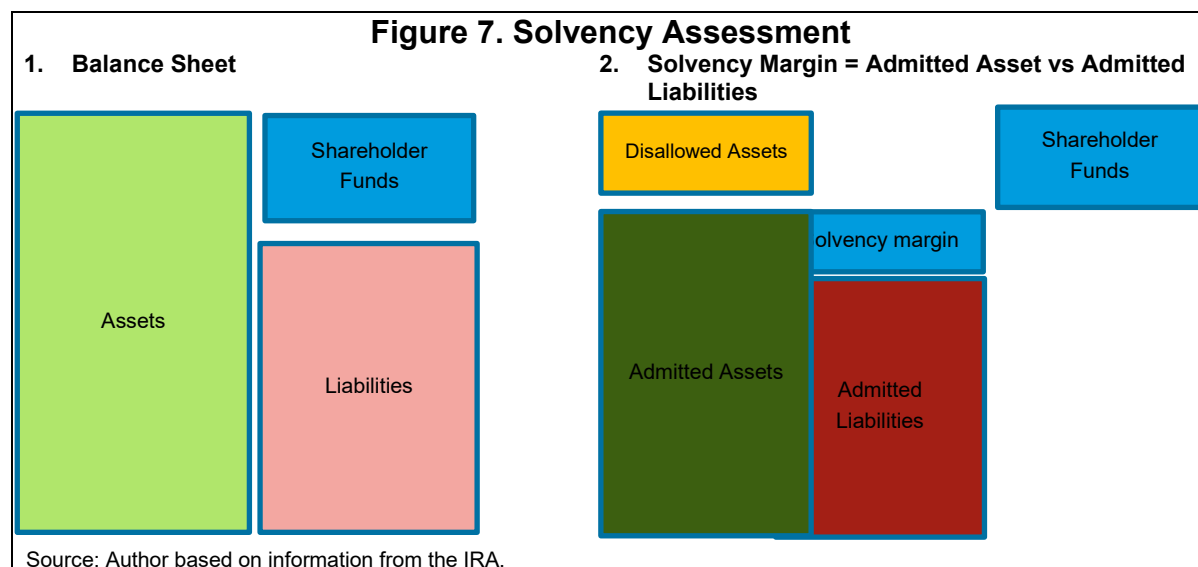 Figure 7. Solvency Assessment
1. Balance Sheet
2. Solvency Margin = Admitted Asset vs Admitted
Liabilities
Shareholder
Funds
Assets
Liabilities
Disallowed Assets
Shareholder
Funds
olvency margin
Admitted Assets
Admitted
Liabilities
Source: Author based on information from the IRA.